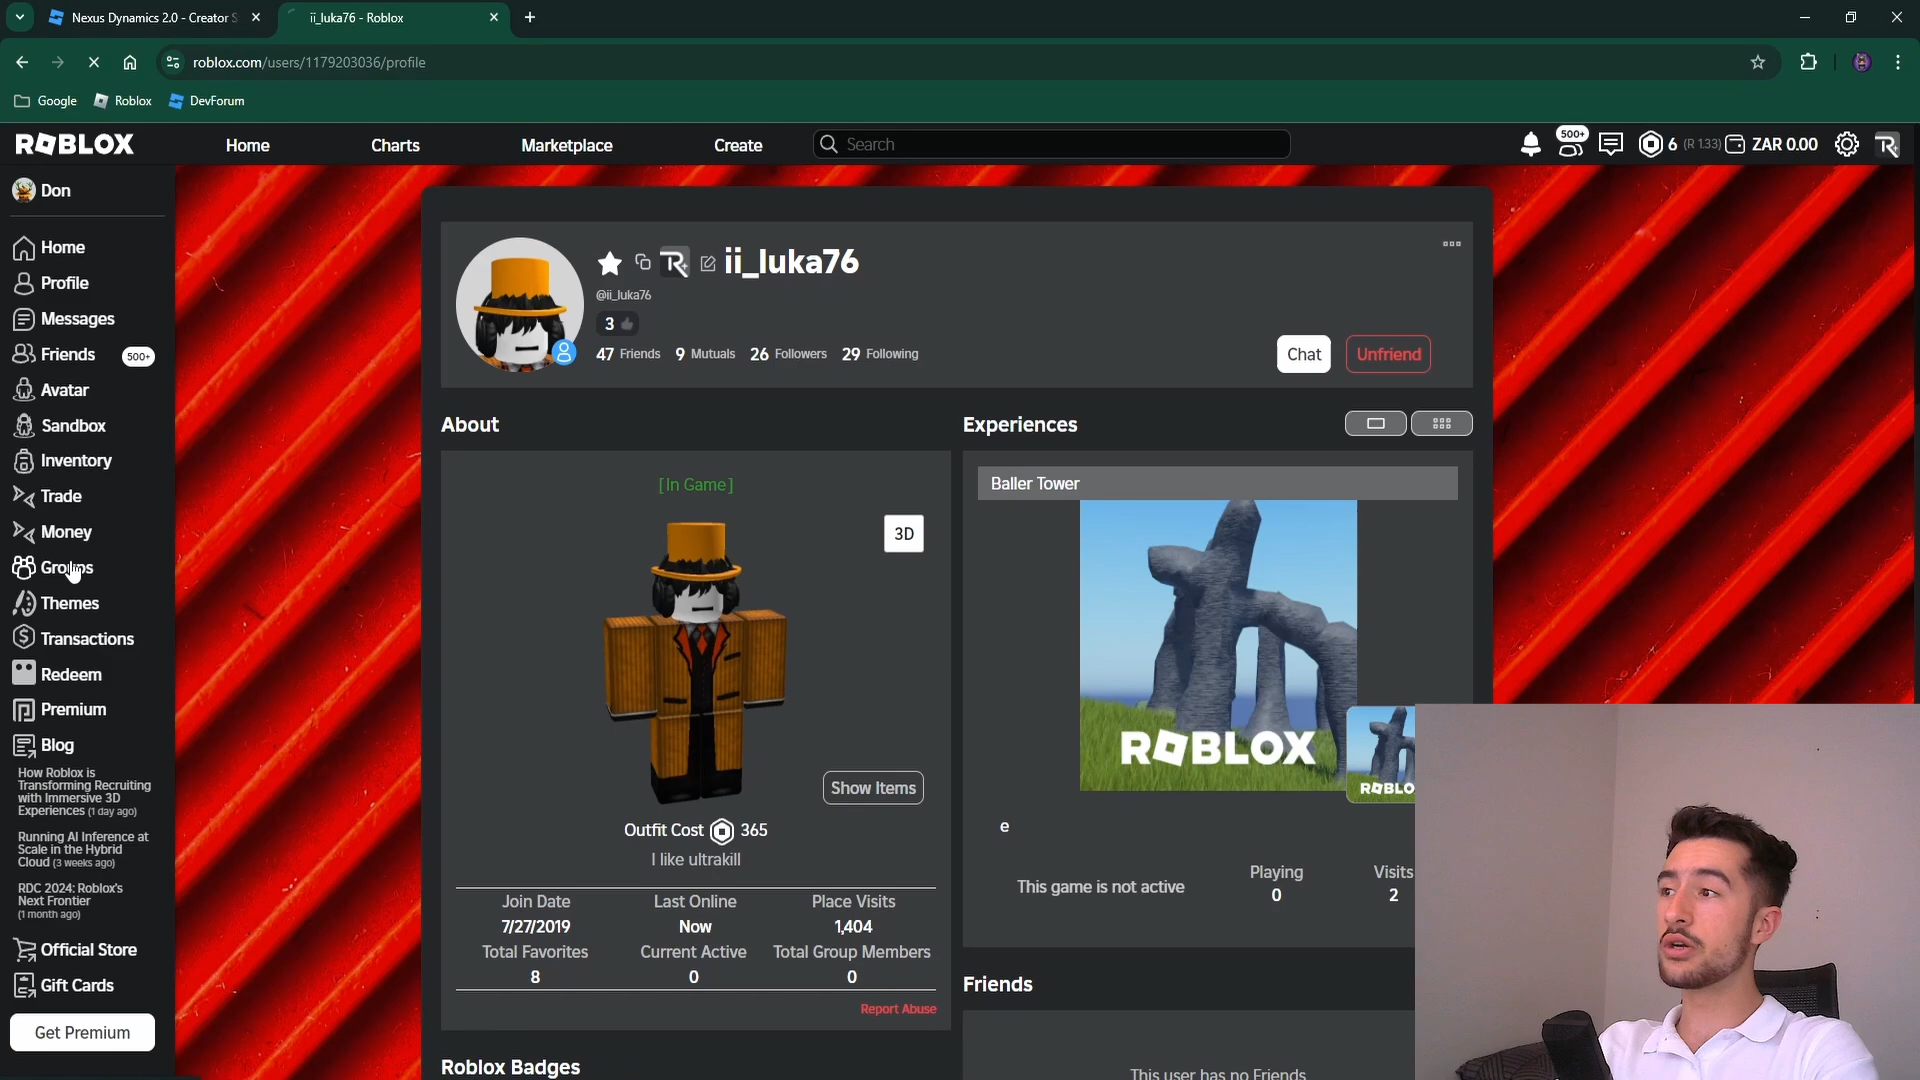 Nexus Dynamics 2.0 - Creator S
ii_luka76 - Roblox
roblox.com/users/1179203036/profile
Google
Roblox
DevForum
ROBLOX
Home
Charts
Marketplace
Create
Search
500+
6 (R 1.33)
ZAR 0.00
Don
Home
Profile
Messages
Friends 500+
Avatar
Sandbox
Inventory
Trade
Money
Groups
Themes
Transactions
Redeem
Premium
Blog
How Roblox is
Transforming Recruiting
with Immersive 3D
Experiences (1 day ago)
Running AI Inference at
Scale in the Hybrid
Cloud (3 weeks ago)
RDC 2024: Roblox's
Next Frontier
(1 month ago)
Official Store
Gift Cards
Get Premium
ii_luka76
@ii_luka76
3
47 Friends 9 Mutuals 26 Followers 29 Following
Chat
Unfriend
About
[In Game]
3D
Show Items
Outfit Cost 365
I like ultrakill
Join Date
Last Online
Place Visits
7/27/2019
Now
1,404
Total Favorites
Current Active
Total Group Members
8
0
0
Report Abuse
Roblox Badges
Experiences
Baller Tower
ROBLOX
ROBLO
e
This game is not active
Playing
0
Visits
2
Friends
This user has no Friends